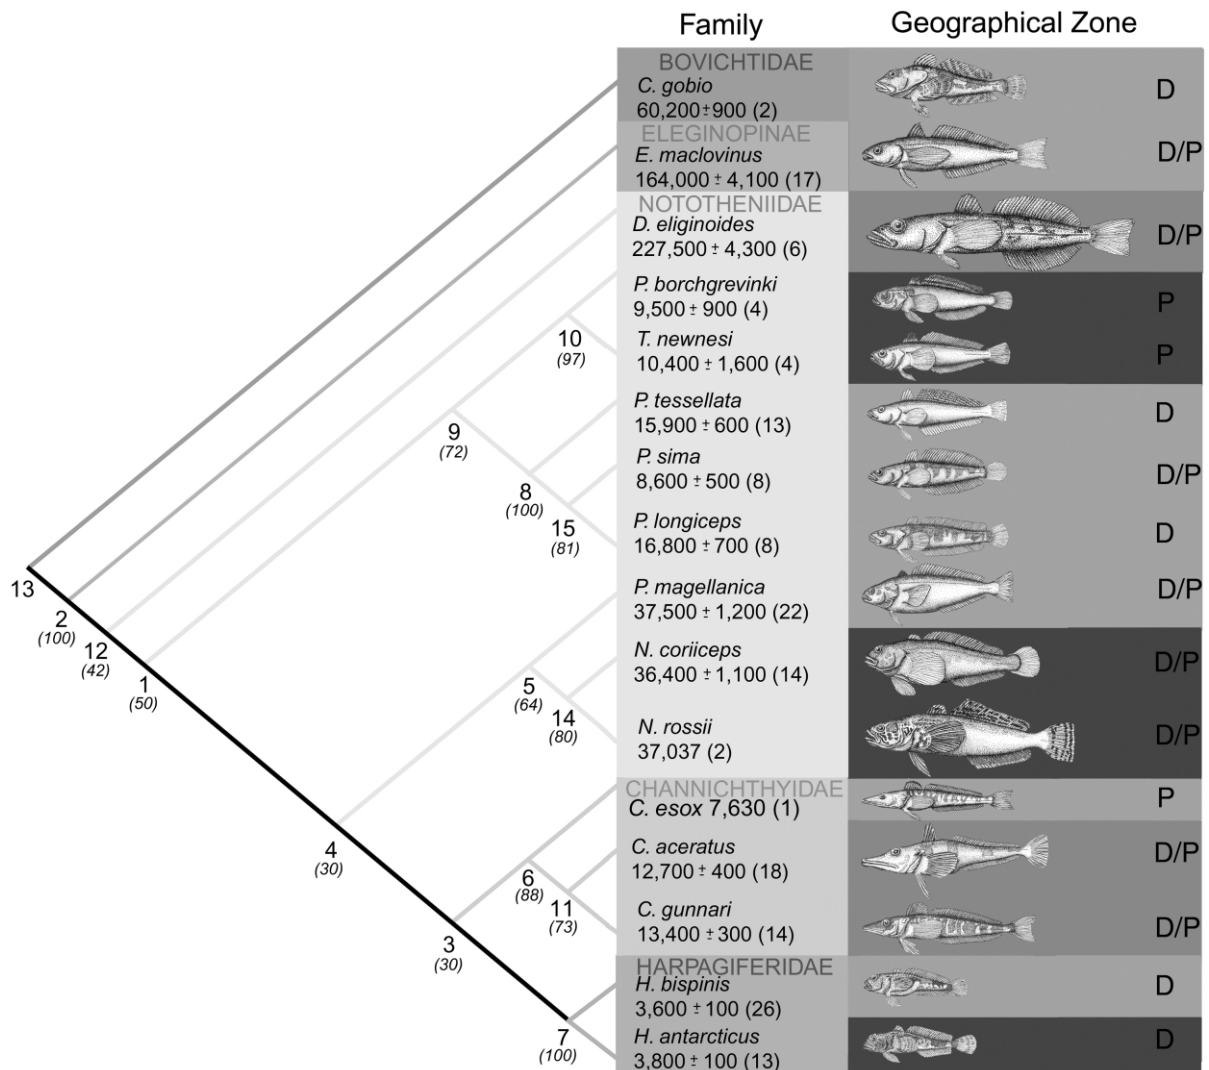 Family
Geographical Zone
BOVICHTIDAE
C. gobio
60,200±900 (2)
D
ELEGINOPINAE
E. maclovinus
164,000 ± 4,100 (17)
D/P
NOTOTHENIIDAE
D. eliginoides
227,500 ± 4,300 (6)
D/P
P. borchgrevinki
9,500 ± 900 (4)
P
T. newnesi
10,400 ± 1,600 (4)
P
P. tessellata
15,900 ± 600 (13)
D
P. sima
8,600 ± 500 (8)
D/P
P. longiceps
16,800 ± 700 (8)
D
P. magellanica
37,500 ± 1,200 (22)
D/P
N. coriiceps
36,400 ± 1,100 (14)
D/P
N. rossii
37,037 (2)
D/P
CHANNICHTHYIDAE
C. esox 7,630 (1)
P
C. aceratus
12,700 ± 400 (18)
D/P
C. gunnari
13,400 ± 300 (14)
D/P
HARPAGIFERIDAE
H. bispinis
3,600 ± 100 (26)
D
H. antarcticus
3,800 ± 100 (13)
D
10
(97)
9
(72)
8
(100)
15
(81)
13
2
(100)
12
(42)
1
(50)
5
(64)
14
(80)
4
(30)
6
(88)
11
(73)
3
(30)
7
(100)